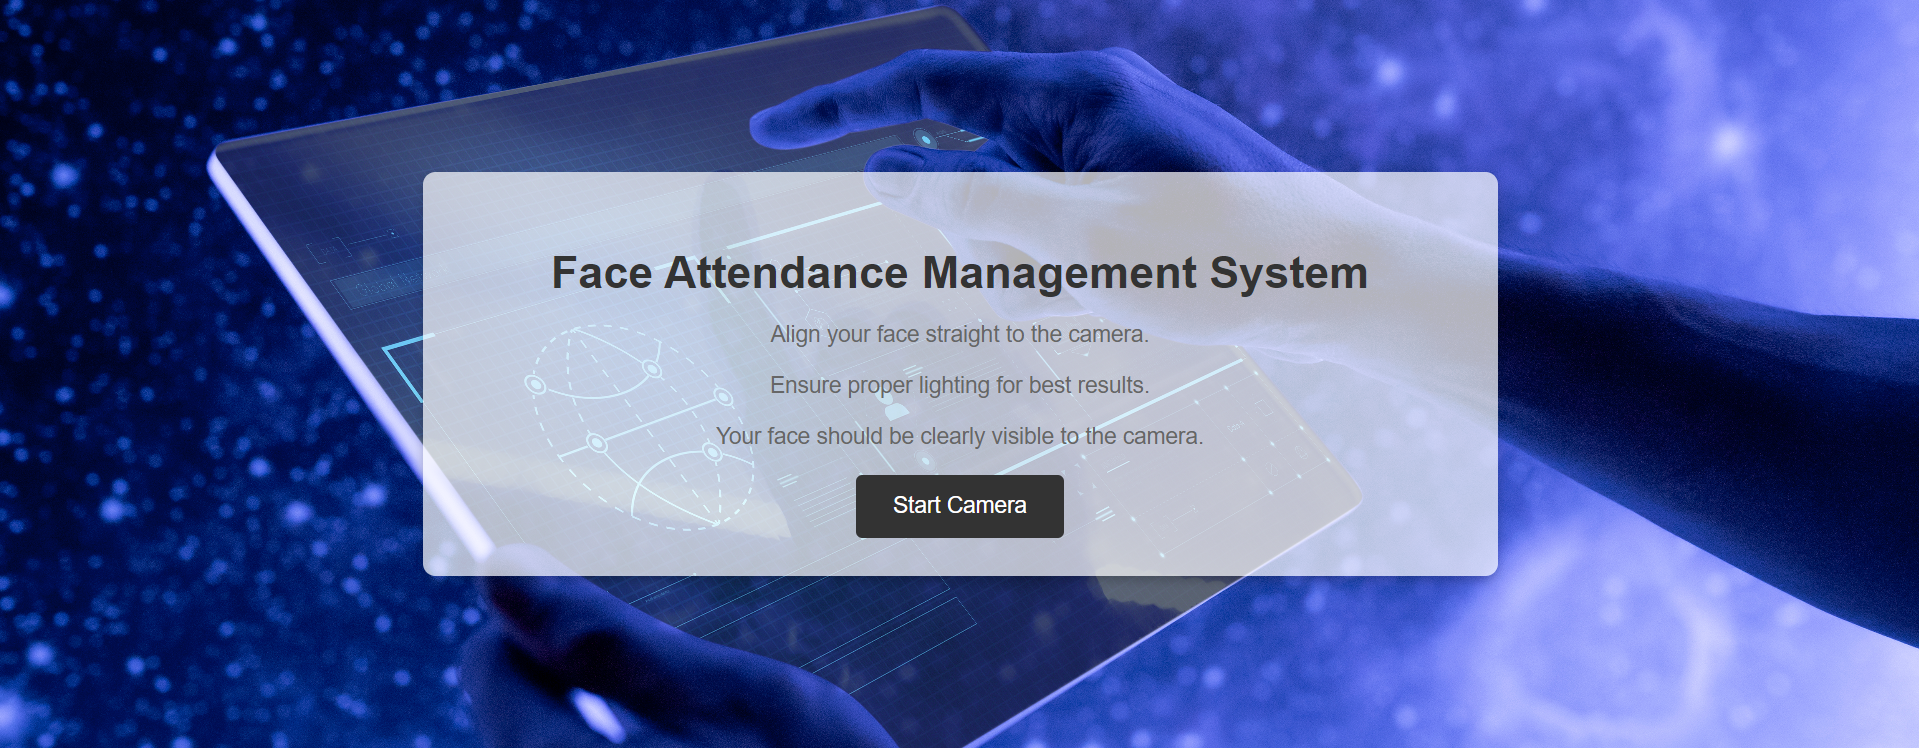 Face Attendance Management System
Align your face straight to the camera.
Ensure proper lighting for best results.
Your face should be clearly visible to the camera.
Start Camera